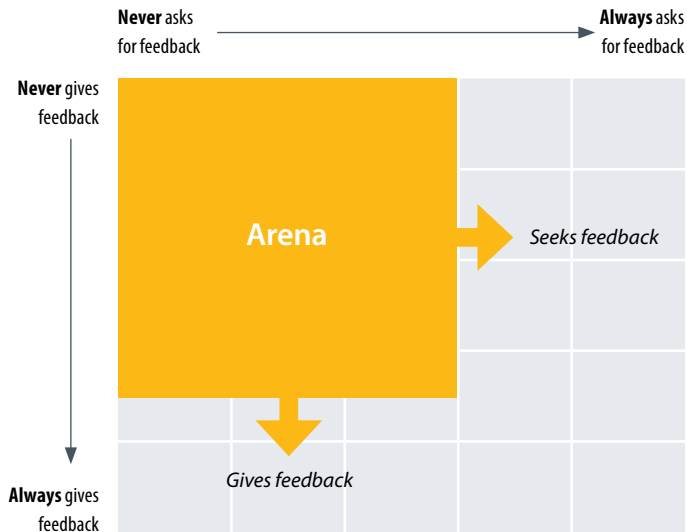 Never asks
for feedback
Always asks
for feedback
Never gives
feedback
Arena
Seeks feedback
Gives feedback
Always gives
feedback